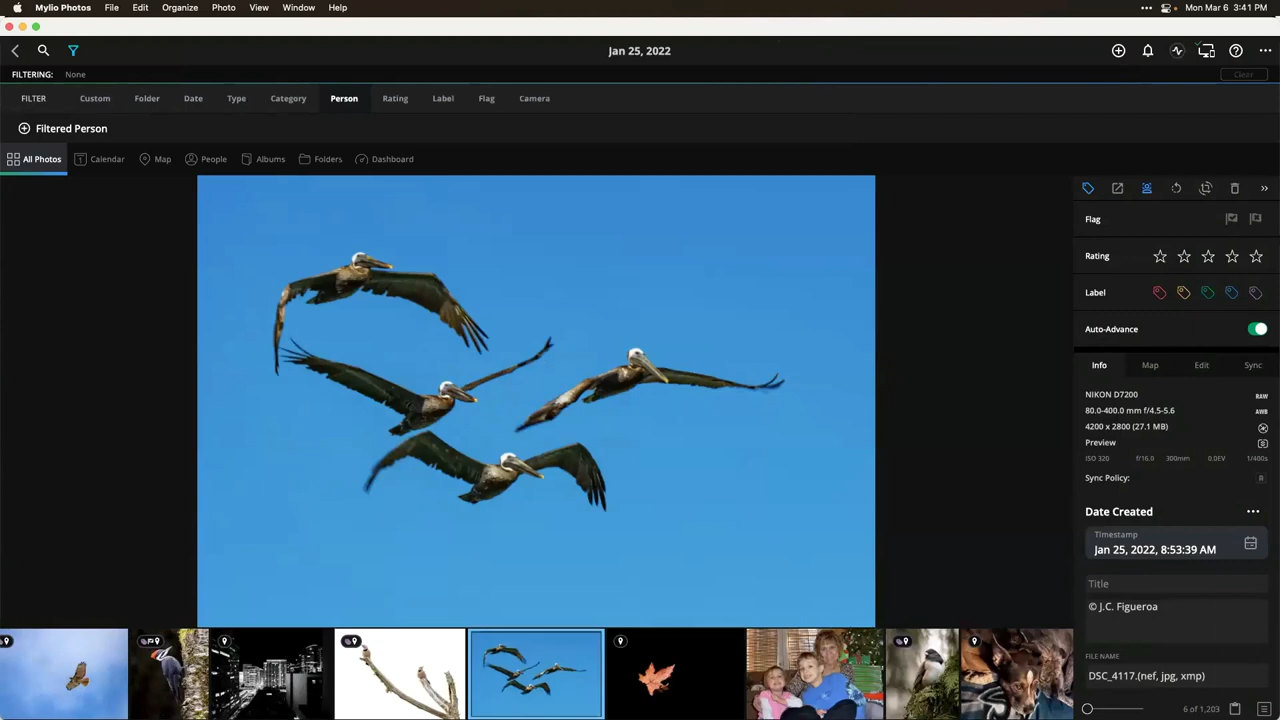 Mylio Photos File Edit Organize Photo View Window Help Mon Mar 6 3:41 PM
Jan 25, 2022
FILTERING: None Clear
FILTER Custom Folder Date Type Category Person Rating Label Flag Camera
Filtered Person
All Photos Calendar Map People Albums Folders Dashboard
Flag
Rating
Label
Auto-Advance
Info Map Edit Sync
NIKON D7200 RAW
80.0-400.0 mm f/4.5-5.6 AWB
4200 x 2800 (27.1 MB)
Preview
ISO 320 f/16.0 300mm 0.0EV 1/400s
Sync Policy:
Date Created
Timestamp
Jan 25, 2022, 8:53:39 AM
Title
© J.C. Figueroa
FILE NAME
DSC_4117.(nef, jpg, xmp)
6 of 1,203